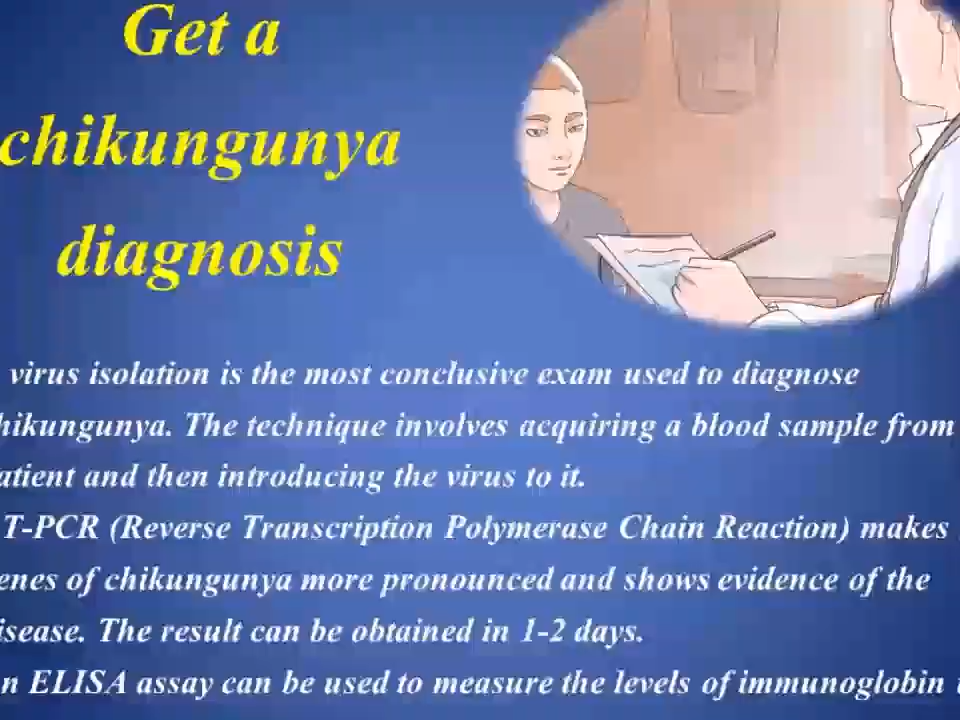 Get a
chikungunya
diagnosis
virus isolation is the most conclusive exam used to diagnose
hikungunya. The technique involves acquiring a blood sample from
atient and then introducing the virus to it.
T-PCR (Reverse Transcription Polymerase Chain Reaction) makes
enes of chikungunya more pronounced and shows evidence of the
isease. The result can be obtained in 1-2 days.
n ELISA assay can be used to measure the levels of immunoglobin